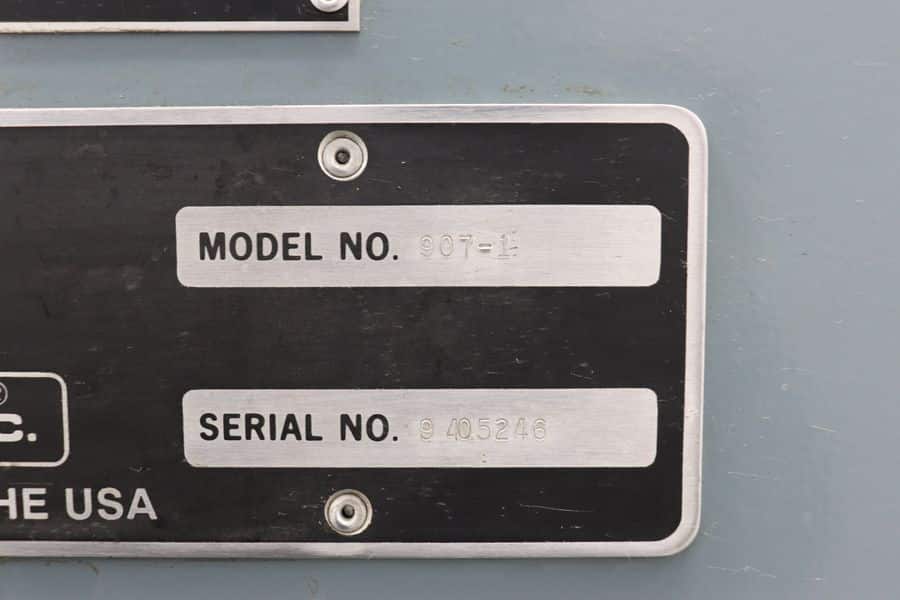 MODEL NO. 907-1
C.
SERIAL NO. 9405246
HE USA